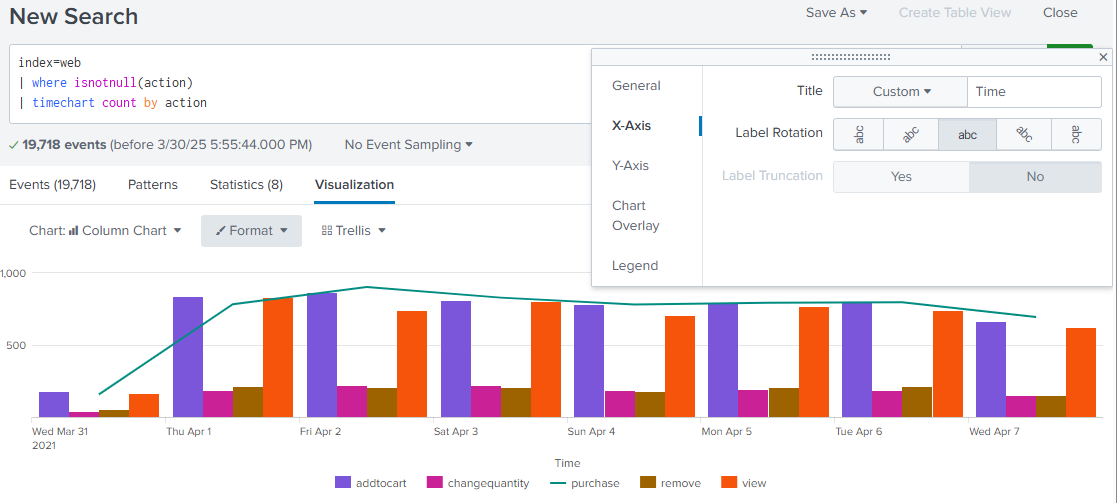 New Search
Save As Create Table View Close
index=web
| where isnotnull(action)
| timechart count by action
19,718 events (before 3/30/25 5:55:44.000 PM) No Event Sampling
Events (19,718) Patterns Statistics (8) Visualization
Chart: Column Chart Format Trellis
General
X-Axis
Y-Axis
Chart
Overlay
Legend
Title Custom Time
Label Rotation abc abc abc abc abc
Label Truncation Yes No
1,000
500
Wed Mar 31 Thu Apr 1 Fri Apr 2 Sat Apr 3 Sun Apr 4 Mon Apr 5 Tue Apr 6 Wed Apr 7
2021
Time
addtocart changequantity purchase remove view